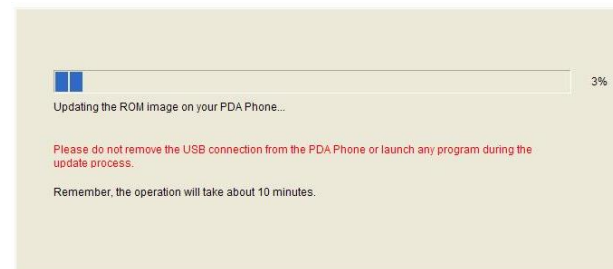 3%
Updating the ROM image on your PDA Phone...
Please do not remove the USB connection from the PDA Phone or launch any program during the
update process.
Remember, the operation will take about 10 minutes.